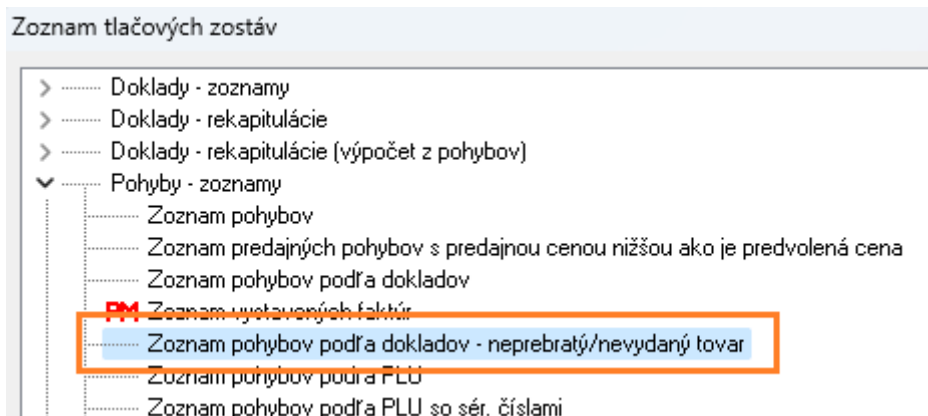 Zoznam tlačových zostáv
Doklady - zoznamy
Doklady - rekapitulácie
Doklady - rekapitulácie (výpočet z pohybov)
Pohyby - zoznamy
Zoznam pohybov
Zoznam predajných pohybov s predajnou cenou nižšou ako je predvolená cena
Zoznam pohybov podľa dokladov
PM Zoznam vystavených faktúr
Zoznam pohybov podľa dokladov - neprebratý/nevydaný tovar
Zoznam pohybov podľa PLU
Zoznam pohybov podľa PLU so sér. číslami